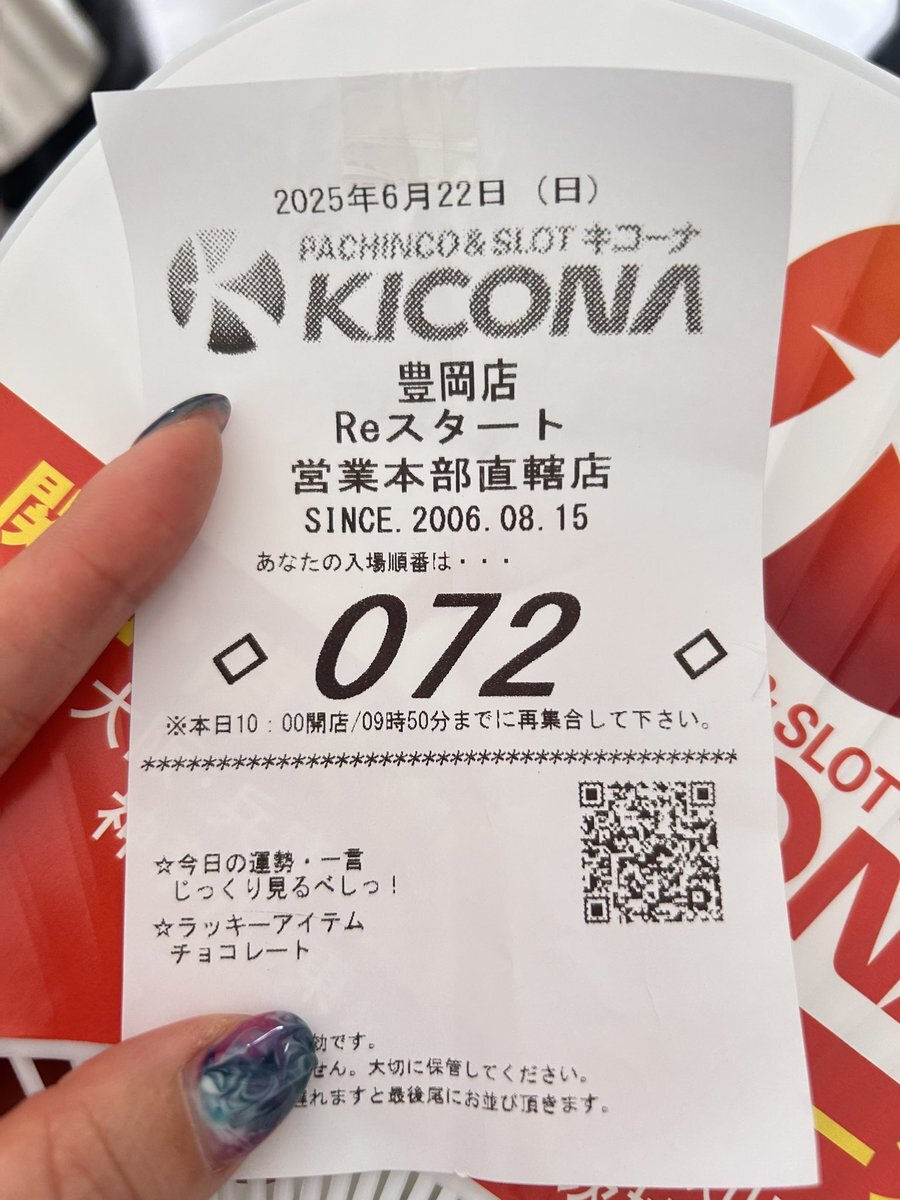 2025年6月22日 (日)
PACHINCO&SLOT キコーナ
KICONA
豊岡店
Reスタート
営業本部直轄店
SINCE.2006.08.15
あなたの入場順番は・・・
◇ 072 ◇
※本日10:00開店/09時50分までに再集合して下さい。
******************************************
☆今日の運勢・一言
じっくり見るべしっ!
☆ラッキーアイテム
チョコレート
効です。
せん。大切に保管してください。
遅れますと最後尾にお並び頂きます。
&SLOT